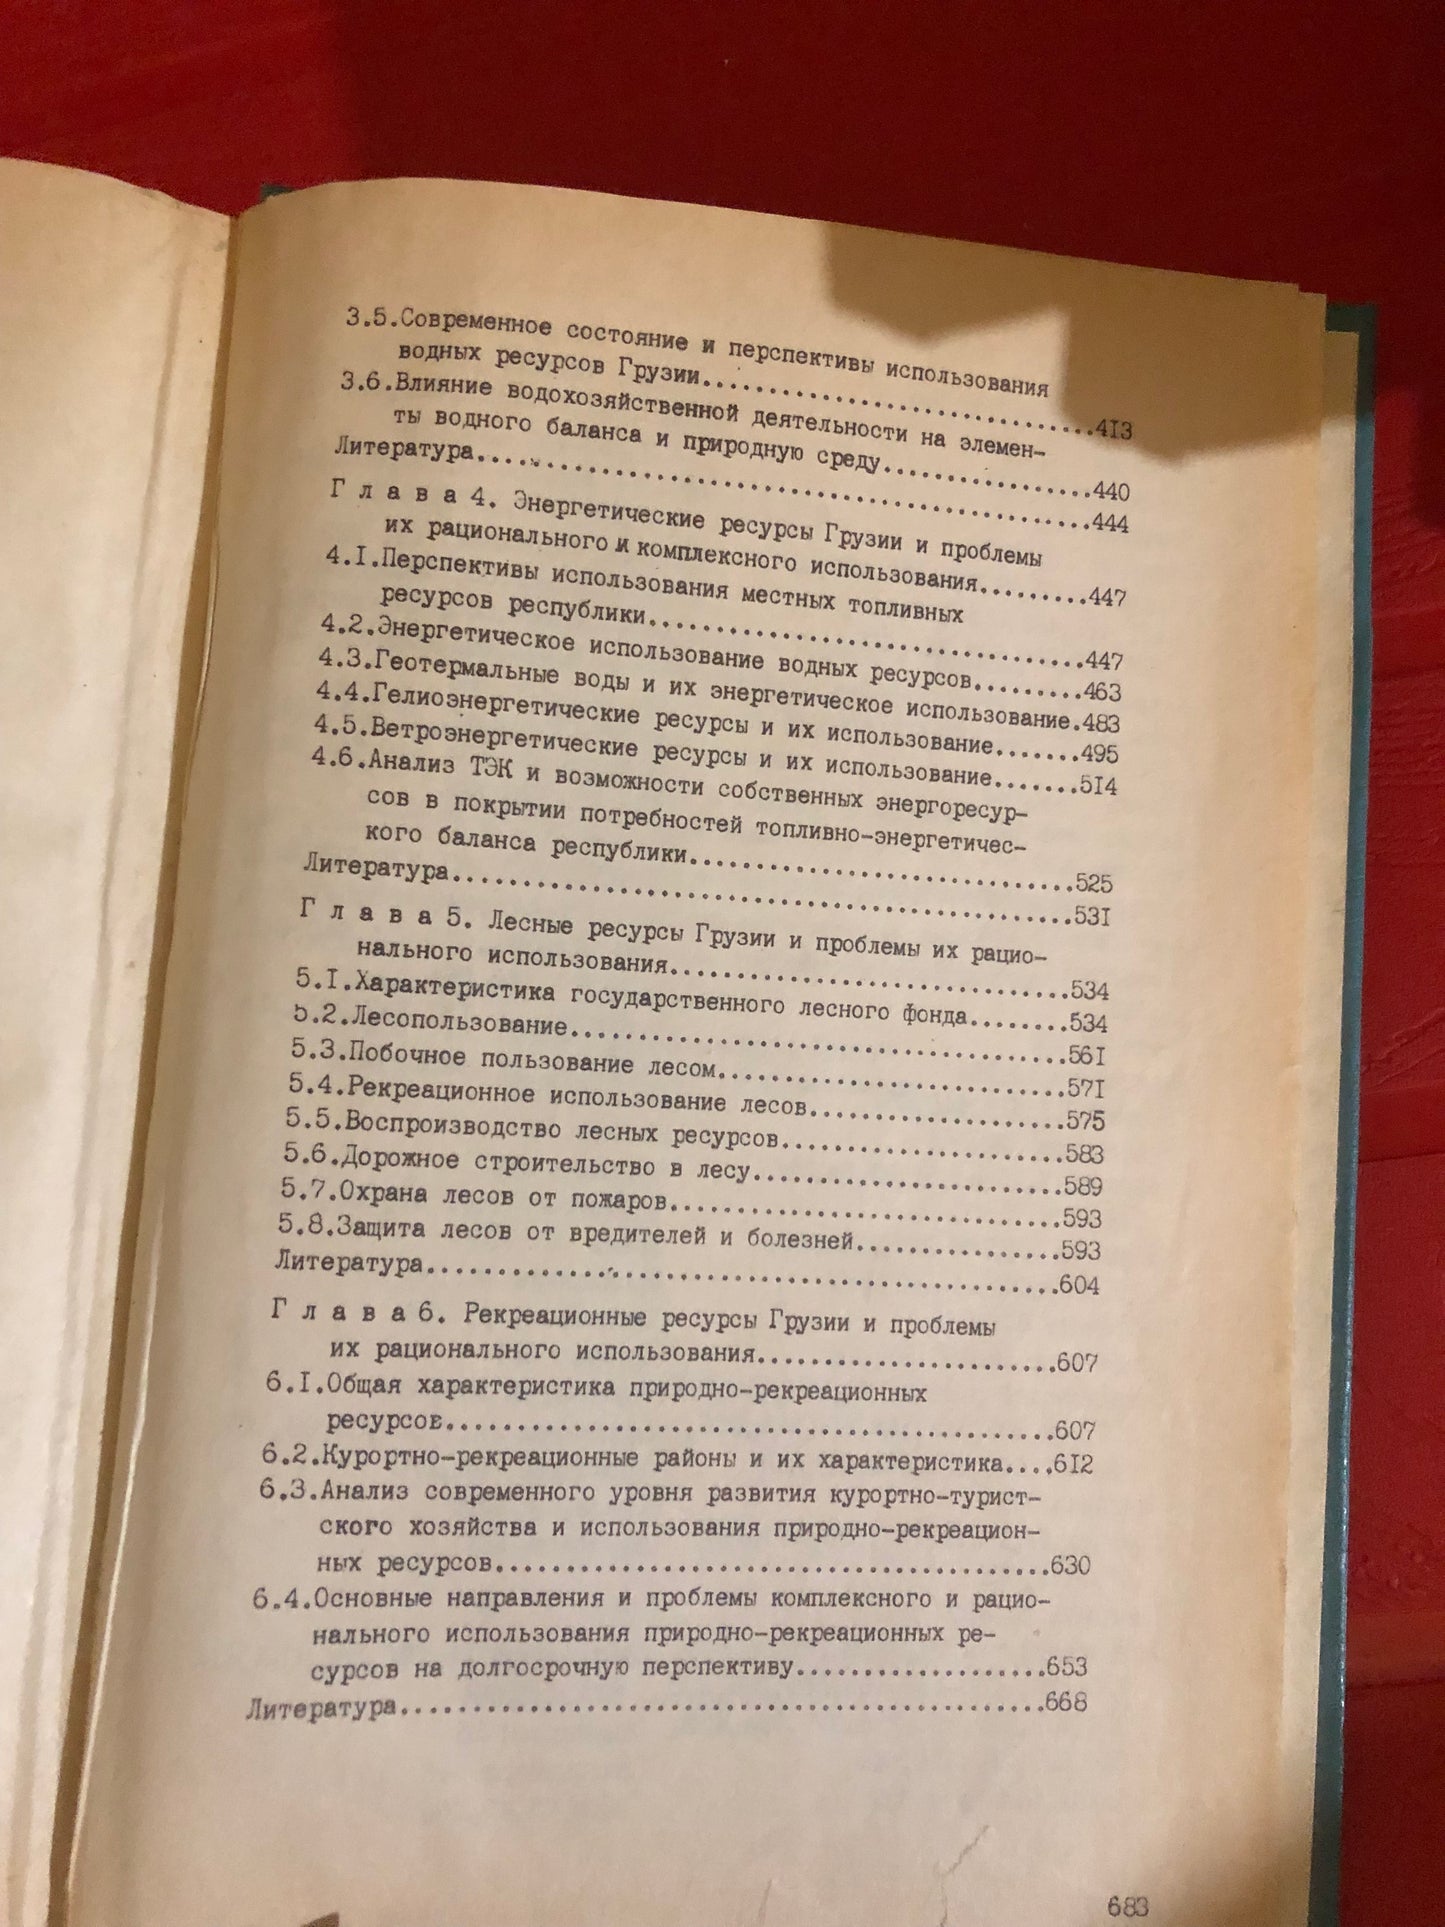 3.5.Современное состояние и перспективы использования
водных ресурсов Грузии..............................413
3.6.Влияние водохозяйственной деятельности на элемен-
ты водного баланса и природную среду................440
Литература..............................................444
Г л а в а 4. Энергетические ресурсы Грузии и проблемы
их рационального и комплексного использования.........447
4.I.Перспективы использования местных топливных
ресурсов республики.................................447
4.2.Энергетическое использование водных ресурсов.........463
4.3.Геотермальные воды и их энергетическое использование.483
4.4.Гелиоэнергетические ресурсы и их использование.......495
4.5.Ветроэнергетические ресурсы и их использование.......5I4
4.6.Анализ ТЭК и возможности собственных энергоресур-
сов в покрытии потребностей топливно-энергетичес-
кого баланса республики.............................525
Литература..............................................53I
Г л а в а 5. Лесные ресурсы Грузии и проблемы их рацио-
нального использования..............................534
5.I.Характеристика государственного лесного фонда........534
5.2.Лесопользование.....................................56I
5.3.Побочное пользование лесом..........................57I
5.4.Рекреационное использование лесов...................575
5.5.Воспроизводство лесных ресурсов.....................583
5.6.Дорожное строительство в лесу.......................589
5.7.Охрана лесов от пожаров.............................593
5.8.Защита лесов от вредителей и болезней...............593
Литература..............................................604
Г л а в а 6. Рекреационные ресурсы Грузии и проблемы
их рационального использования.......................607
6.I.Общая характеристика природно-рекреационных
ресурсов............................................607
6.2.Курортно-рекреационные районы и их характеристика....6I2
6.3.Анализ современного уровня развития курортно-турист-
ского хозяйства и использования природно-рекреацион-
ных ресурсов........................................630
6.4.Основные направления и проблемы комплексного и рацио-
нального использования природно-рекреационных ре-
сурсов на долгосрочную перспективу...................653
Литература..............................................668
683